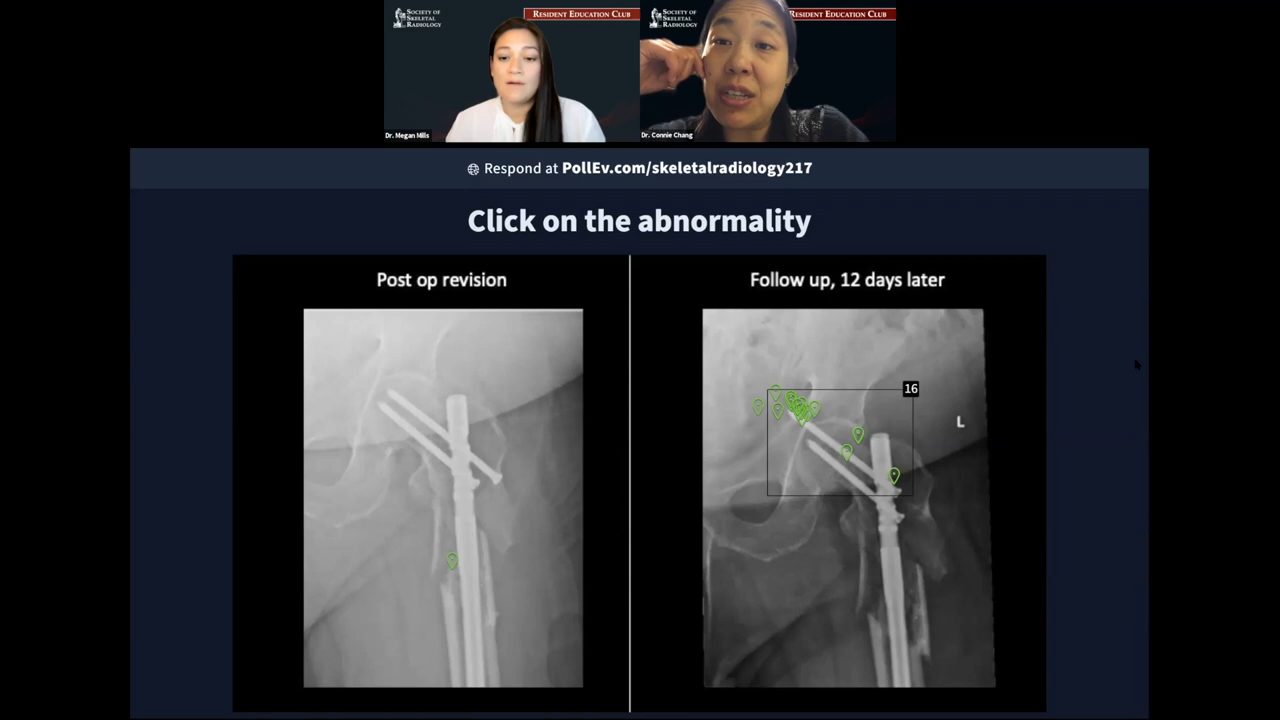 SOCIETY OF
SKELETAL
RADIOLOGY
RESIDENT EDUCATION CLUB
Dr. Megan Mills
SOCIETY OF
SKELETAL
RADIOLOGY
RESIDENT EDUCATION CLUB
Dr. Connie Chang
Respond at PollEv.com/skeletalradiology217
Click on the abnormality
Post op revision
Follow up, 12 days later
16
L